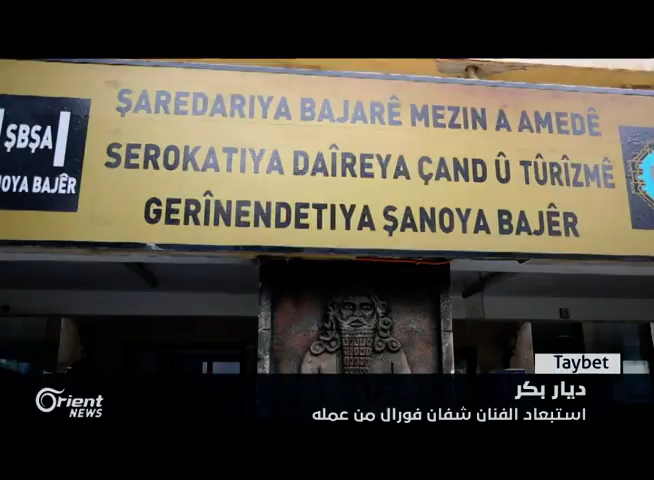 ŞAREDARIYA BAJARÊ MEZIN A AMEDÊ
SEROKATIYA DAÎREYA ÇAND Û TÛRÎZMÊ
GERÎNENDETIYA ŞANOYA BAJÊR
ŞBŞA
NOYA BAJÊR
Taybet
ديار بكر
استبعاد الفنان شفان فورال من عمله
Orient
NEWS